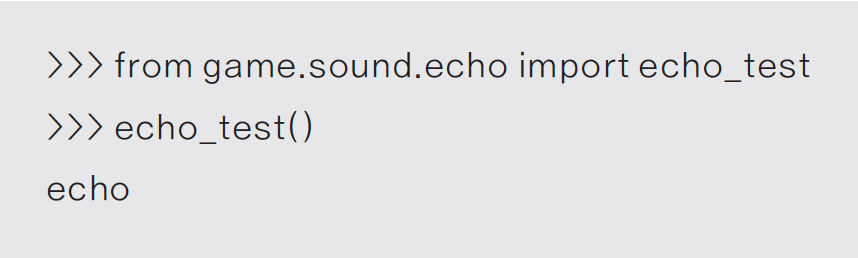 >>> from game.sound.echo import echo_test
>>> echo_test()
echo